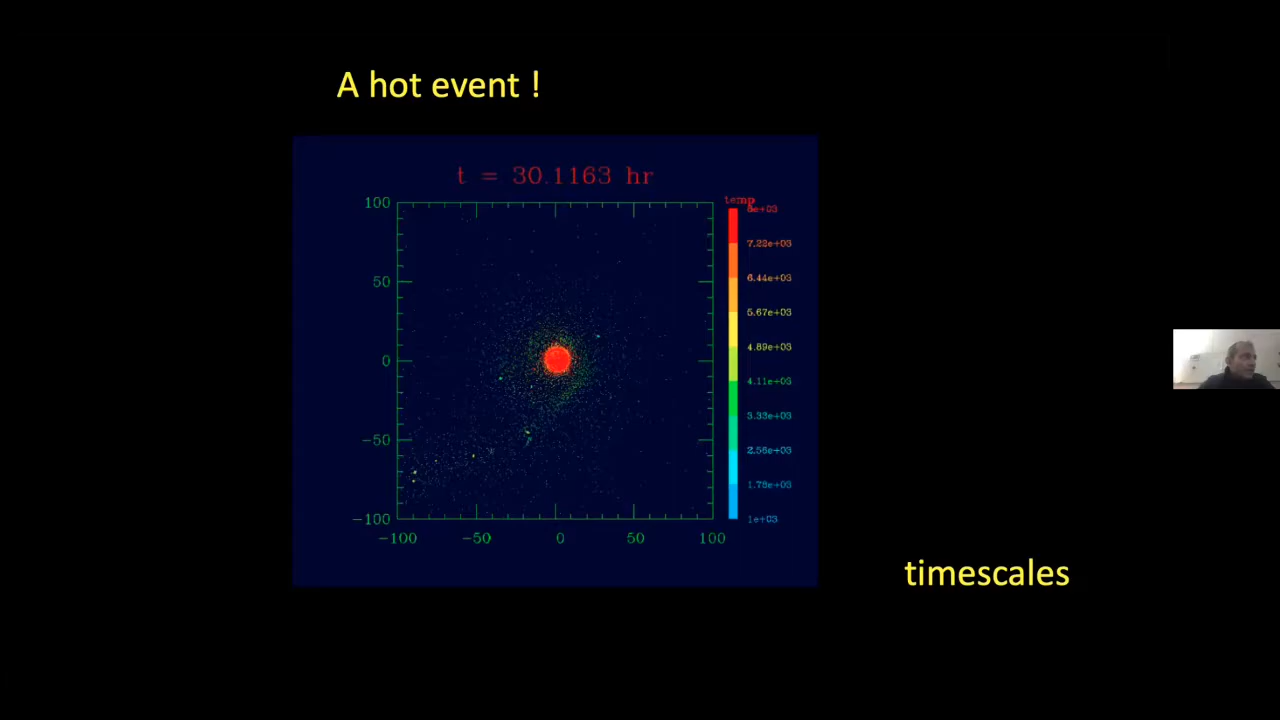 A hot event !
t = 30.1163 hr
temp
8e+03
7.22e+03
6.44e+03
5.67e+03
4.89e+03
4.11e+03
3.33e+03
2.56e+03
1.78e+03
1e+03
100
50
0
−50
−100
−100 −50 0 50 100
timescales